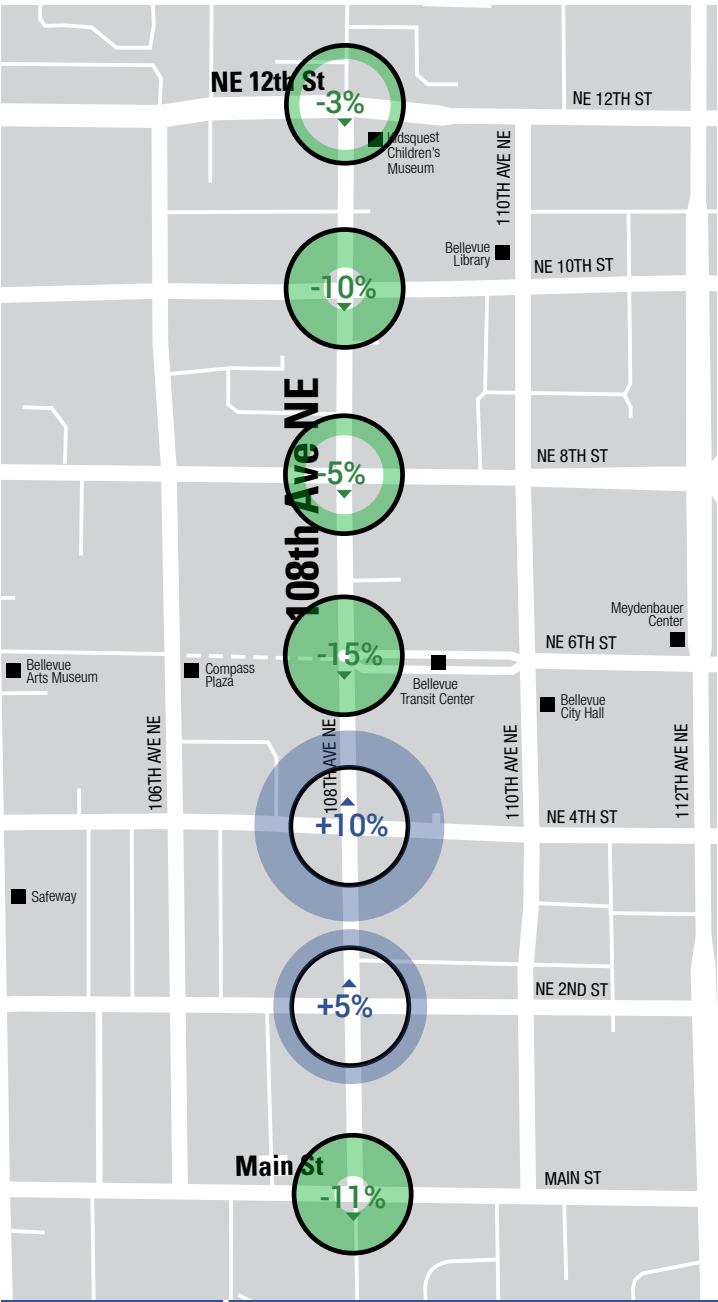 NE 12th St
-3%
NE 12TH ST
Kidsquest
Children's
Museum
110TH AVE NE
Bellevue
Library
NE 10TH ST
-10%
108th Ave NE
NE 8TH ST
-5%
Meydenbauer
Center
NE 6TH ST
-15%
Bellevue
Arts Museum
Compass
Plaza
Bellevue
Transit Center
Bellevue
City Hall
106TH AVE NE
108TH AVE NE
110TH AVE NE
112TH AVE NE
+10%
NE 4TH ST
Safeway
NE 2ND ST
+5%
Main St
MAIN ST
-11%